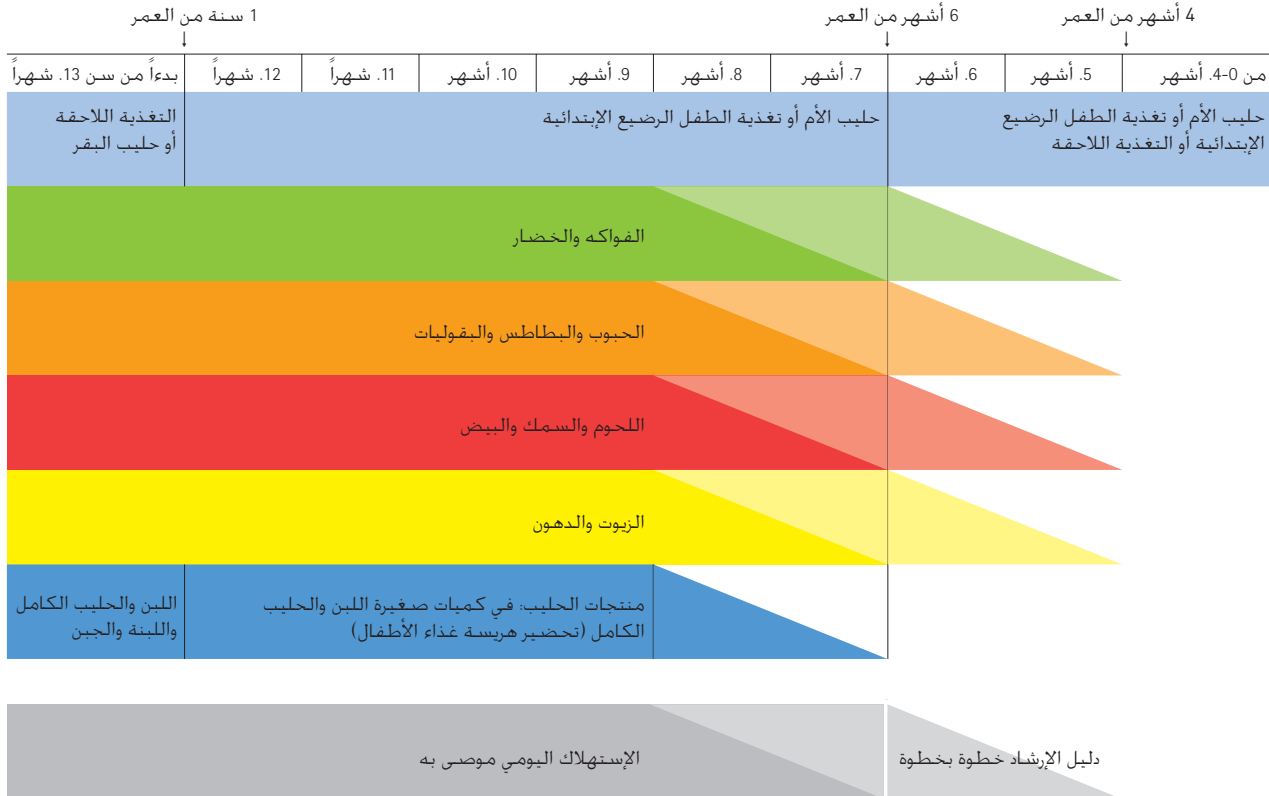 4 أشهر من العمر
6 أشهر من العمر
1 سنة من العمر
من 0-4. أشهر
5. أشهر
6. أشهر
7. أشهر
8. أشهر
9. أشهر
10. أشهر
11. شهراً
12. شهراً
بدءاً من سن 13. شهراً
حليب الأم أو تغذية الطفل الرضيع
الإبتدائية أو التغذية اللاحقة
حليب الأم أو تغذية الطفل الرضيع الإبتدائية
التغذية اللاحقة
أو حليب البقر
الفواكه والخضار
الحبوب والبطاطس والبقوليات
اللحوم والسمك والبيض
الزيوت والدهون
منتجات الحليب: في كميات صغيرة اللبن والحليب
الكامل (تحضير هريسة غذاء الأطفال)
اللبن والحليب الكامل
واللبنة والجبن
دليل الإرشاد خطوة بخطوة
الإستهلاك اليومي موصى به